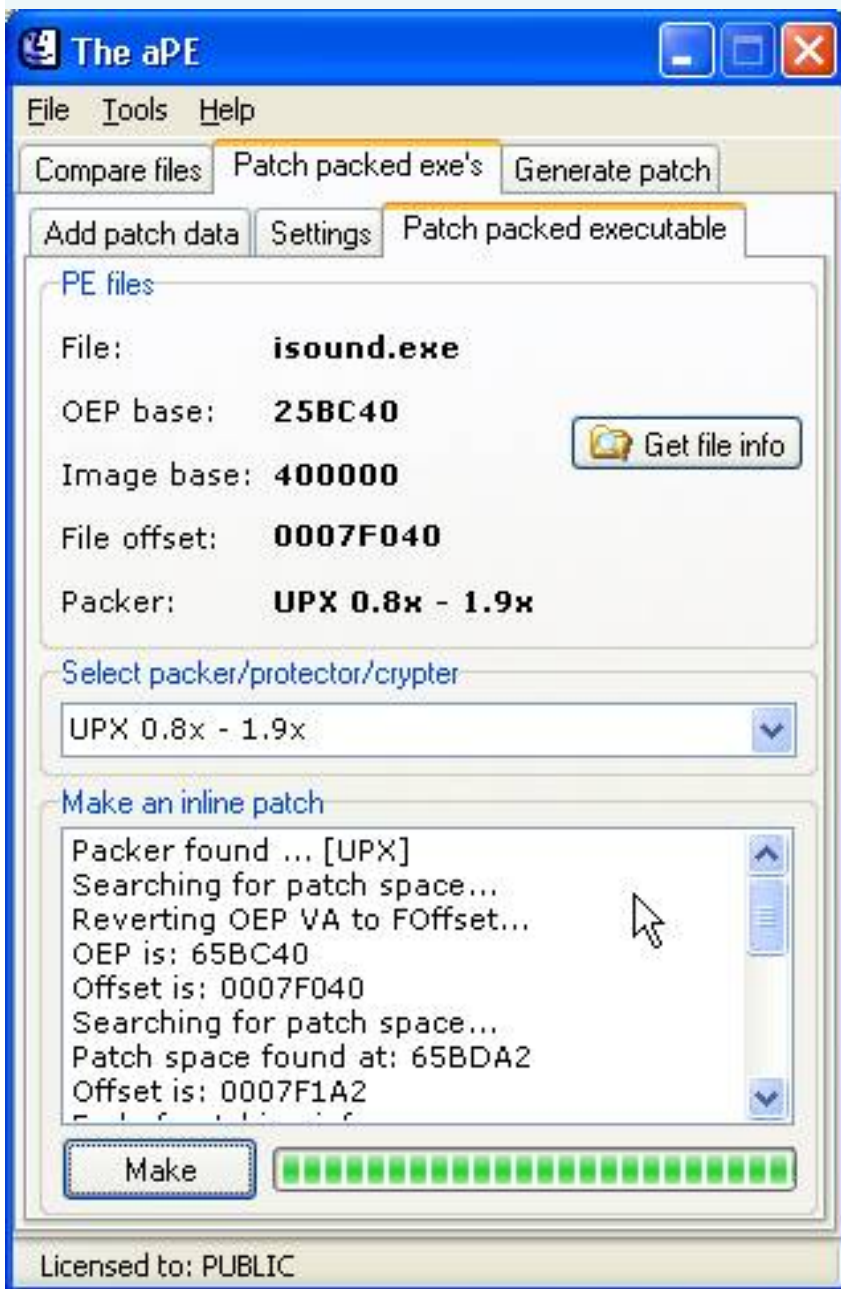 The aPE
File Tools Help
Compare files Patch packed exe's Generate patch
Add patch data Settings Patch packed executable
PE files
File: isound.exe
OEP base: 25BC40
Get file info
Image base: 400000
File offset: 0007F040
Packer: UPX 0.8x - 1.9x
Select packer/protector/crypter
UPX 0.8x - 1.9x
Make an inline patch
Packer found ... [UPX]
Searching for patch space...
Reverting OEP VA to FOffset...
OEP is: 65BC40
Offset is: 0007F040
Searching for patch space...
Patch space found at: 65BDA2
Offset is: 0007F1A2
Make
Licensed to: PUBLIC